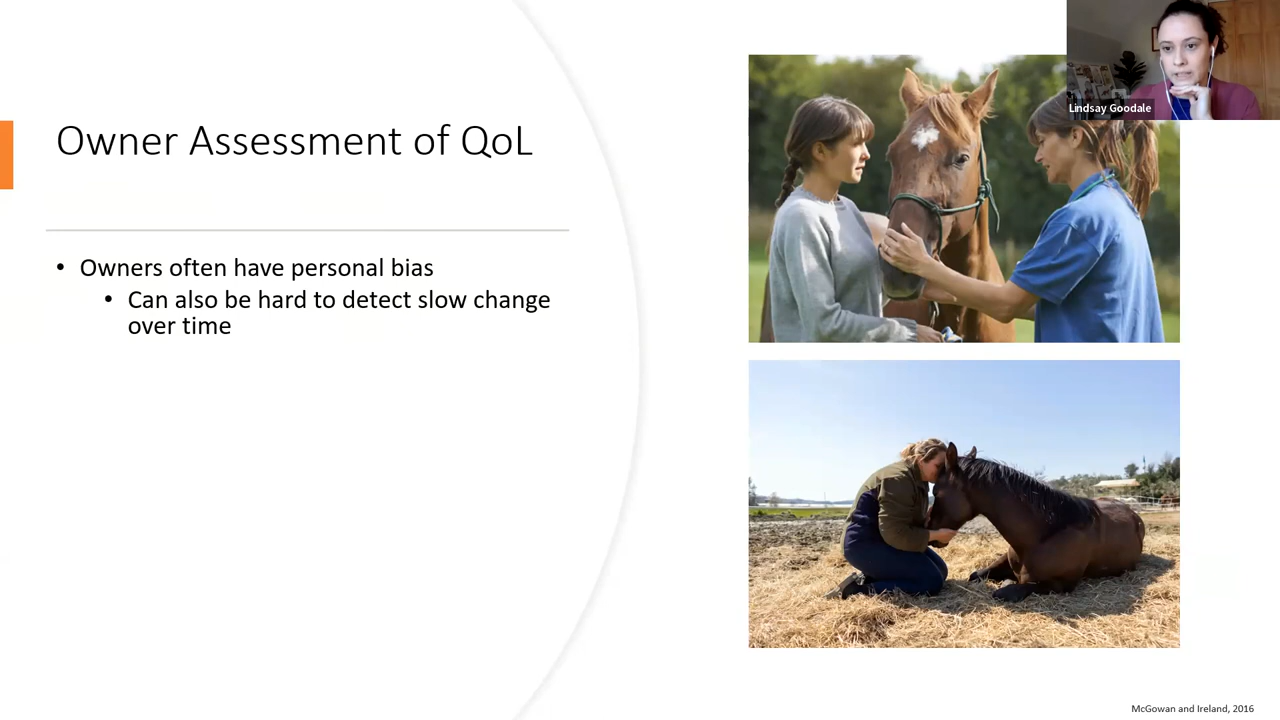 Lindsay Goodale
Owner Assessment of QoL
• Owners often have personal bias
• Can also be hard to detect slow change
over time
McGowan and Ireland, 2016